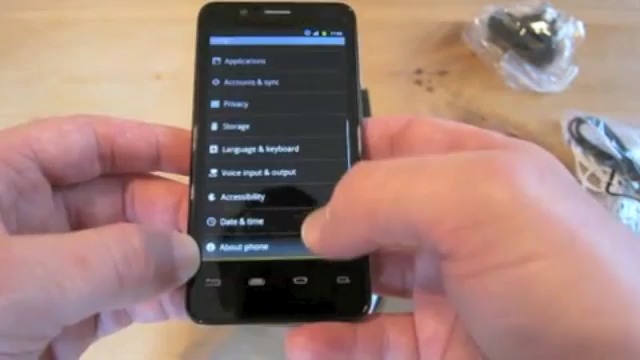 Applications
Accounts & sync
Privacy
Storage
Language & keyboard
Voice input & output
Accessibility
Date & time
About phone